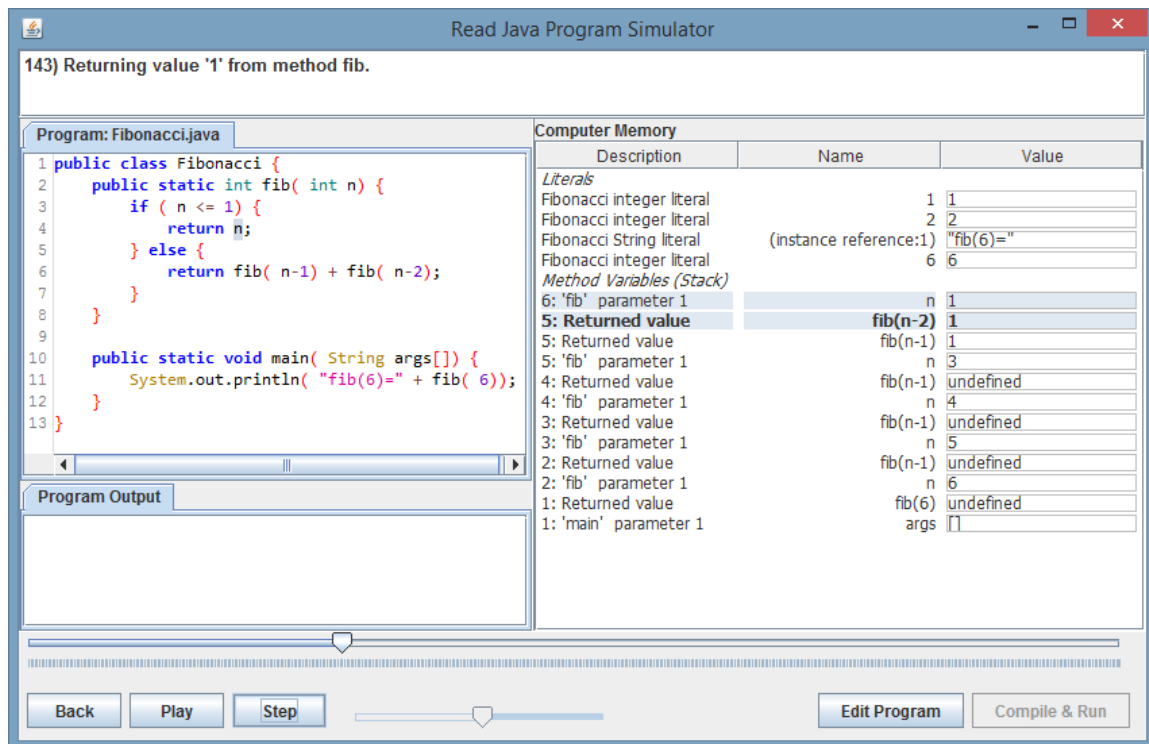 Read Java Program Simulator
143) Returning value '1' from method fib.
Program: Fibonacci.java
1 public class Fibonacci {
2 public static int fib( int n) {
3 if ( n <= 1) {
4 return n;
5 } else {
6 return fib( n-1) + fib( n-2);
7 }
8 }
9
10 public static void main( String args[]) {
11 System.out.println( "fib(6)=" + fib( 6));
12 }
13 }
Program Output
Computer Memory
Description Name Value
Literals
Fibonacci integer literal 1 1
Fibonacci integer literal 2 2
Fibonacci String literal (instance reference:1) "fib(6)="
Fibonacci integer literal 6 6
Method Variables (Stack)
6: 'fib' parameter 1 n 1
5: Returned value fib(n-2) 1
5: Returned value fib(n-1) 1
5: 'fib' parameter 1 n 3
4: Returned value fib(n-1) undefined
4: 'fib' parameter 1 n 4
3: Returned value fib(n-1) undefined
3: 'fib' parameter 1 n 5
2: Returned value fib(n-1) undefined
2: 'fib' parameter 1 n 6
1: Returned value fib(6) undefined
1: 'main' parameter 1 args []
Back Play Step Edit Program Compile & Run